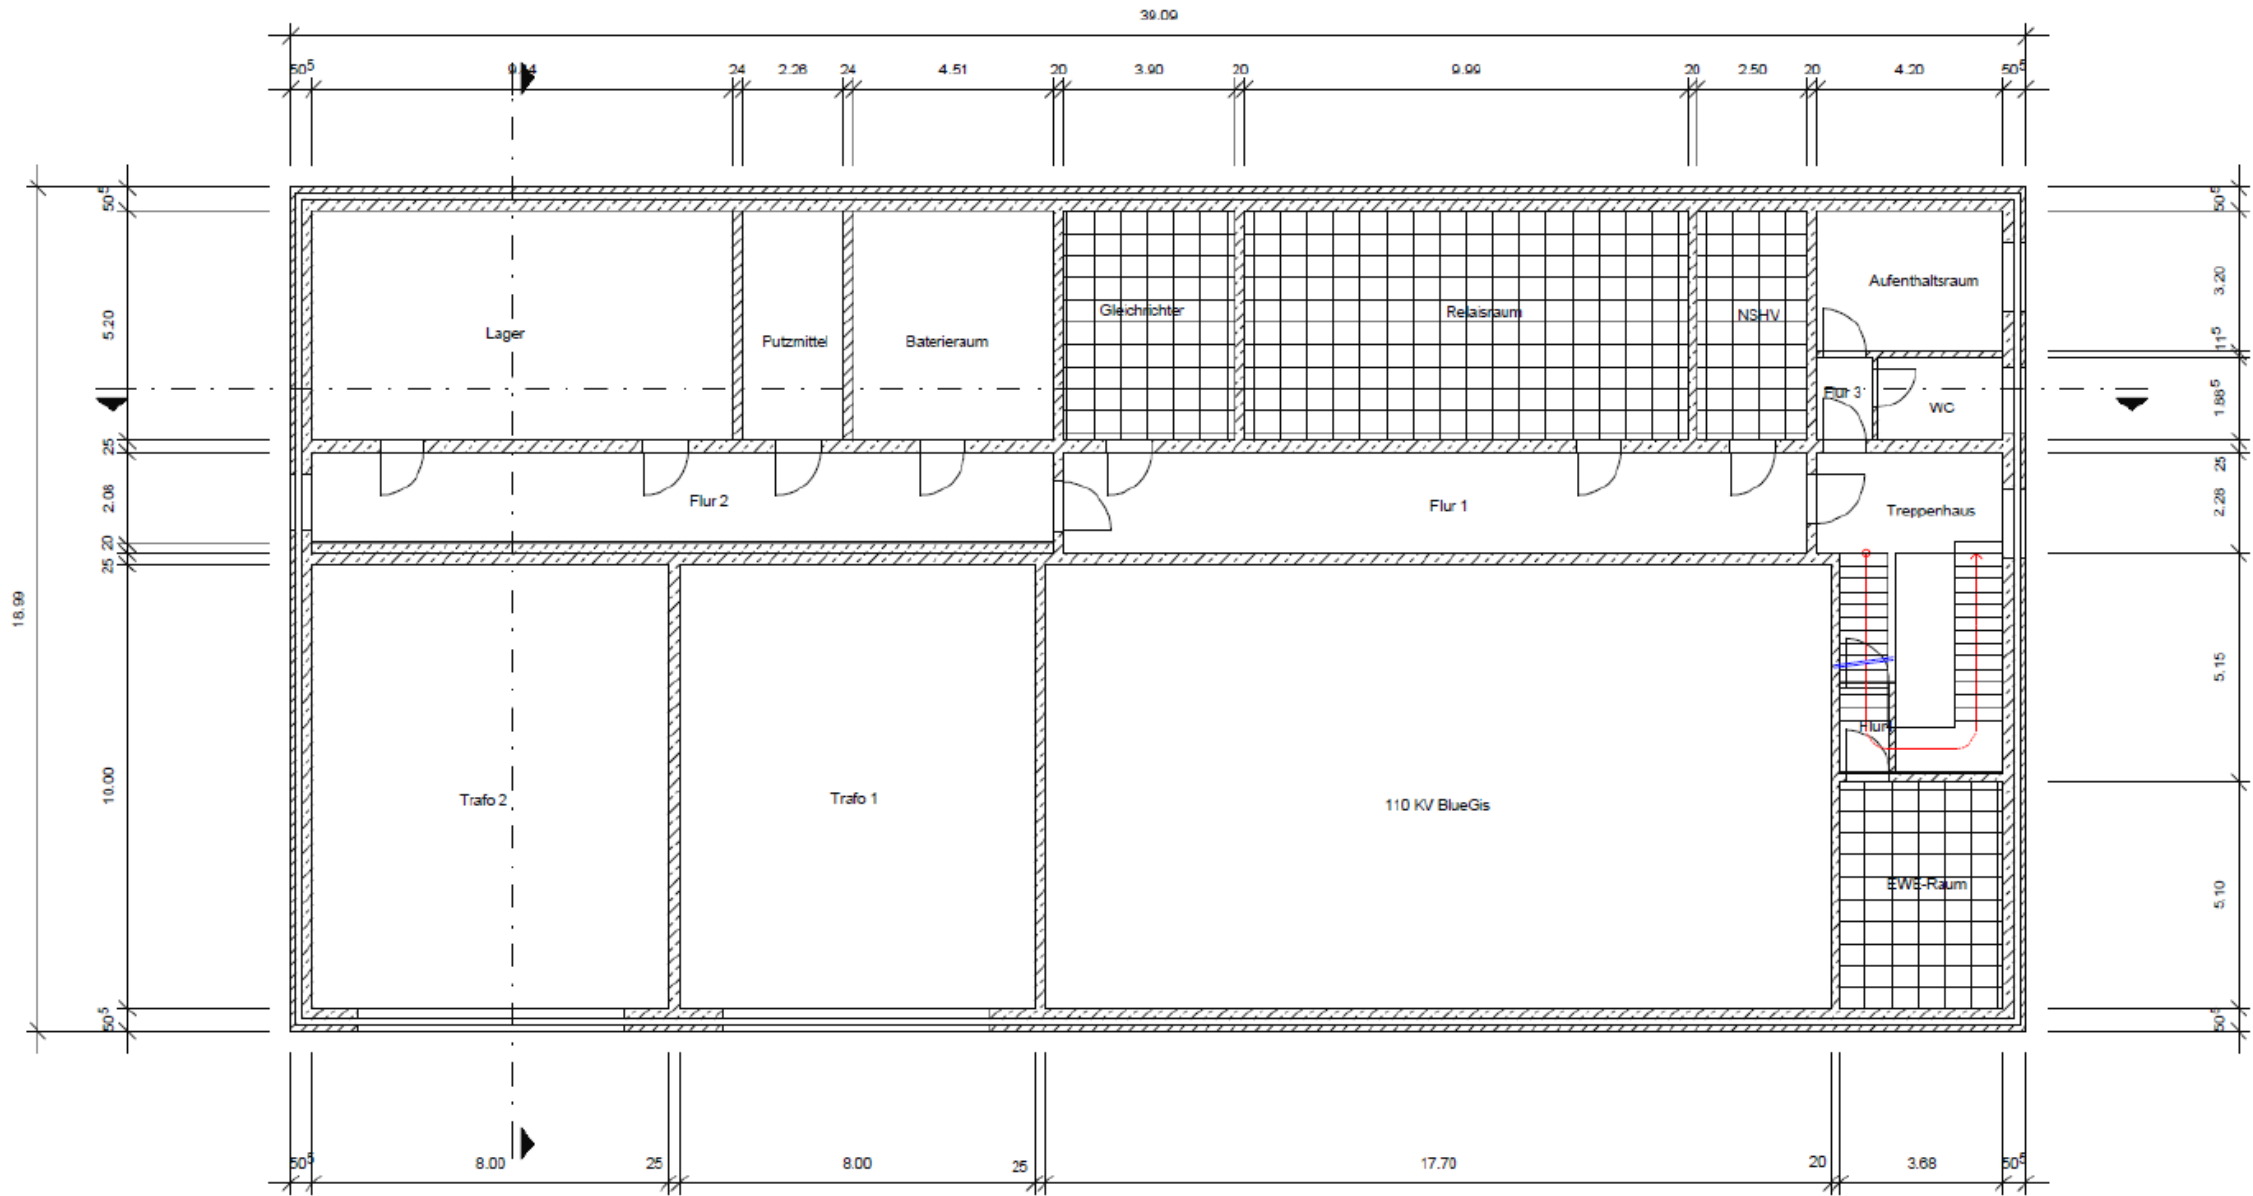 39.09
50⁵ 24 2.26 24 4.51 20 3.90 20 9.99 20 2.50 20 4.20 50⁵
50⁵ 5.20 25 2.08 20 25 10.00 50⁵
18.99
50⁵ 3.20 11⁵ 1.88⁵ 25 2.28 5.15 5.10 50⁵
Lager
Putzmittel
Baterieraum
Gleichrichter
Relaisraum
NSHV
Aufenthaltsraum
Flur 3
WC
Flur 2
Flur 1
Treppenhaus
Flur
Trafo 2
Trafo 1
110 KV BlueGis
EWE-Raum
50⁵ 8.00 25 8.00 25 17.70 20 3.68 50⁵